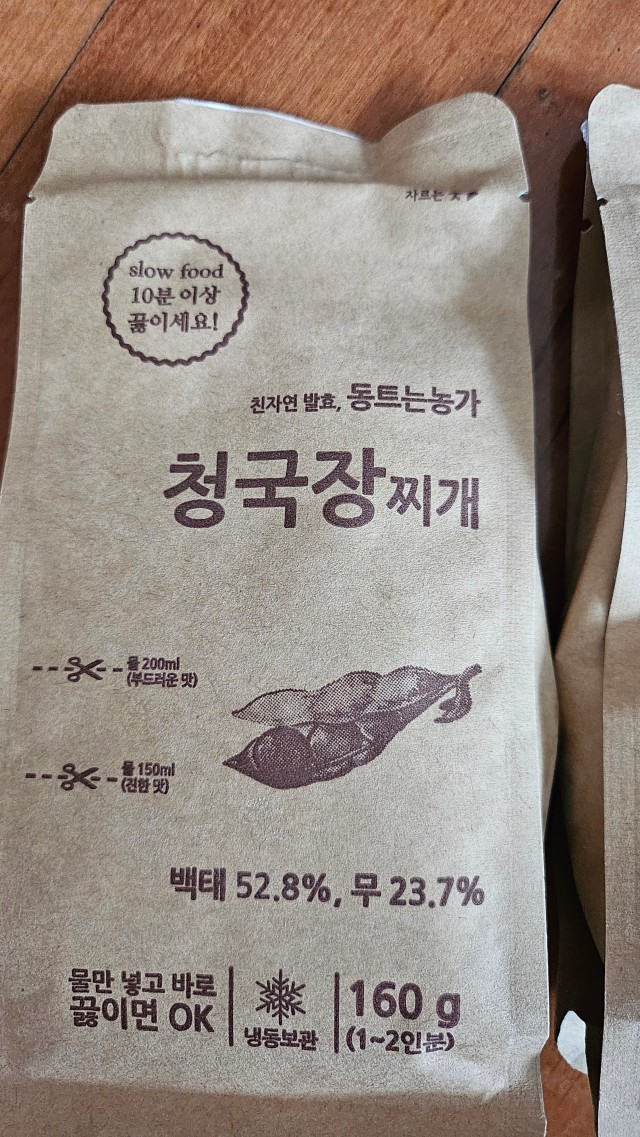 자르는 곳
slow food
10분 이상
끓이세요!
친자연 발효, 동트는농가
청국장찌개
물 200ml
(부드러운 맛)
물 150ml
(진한 맛)
백태 52.8%, 무 23.7%
물만 넣고 바로
끓이면 OK
냉동보관
160 g
(1~2인분)